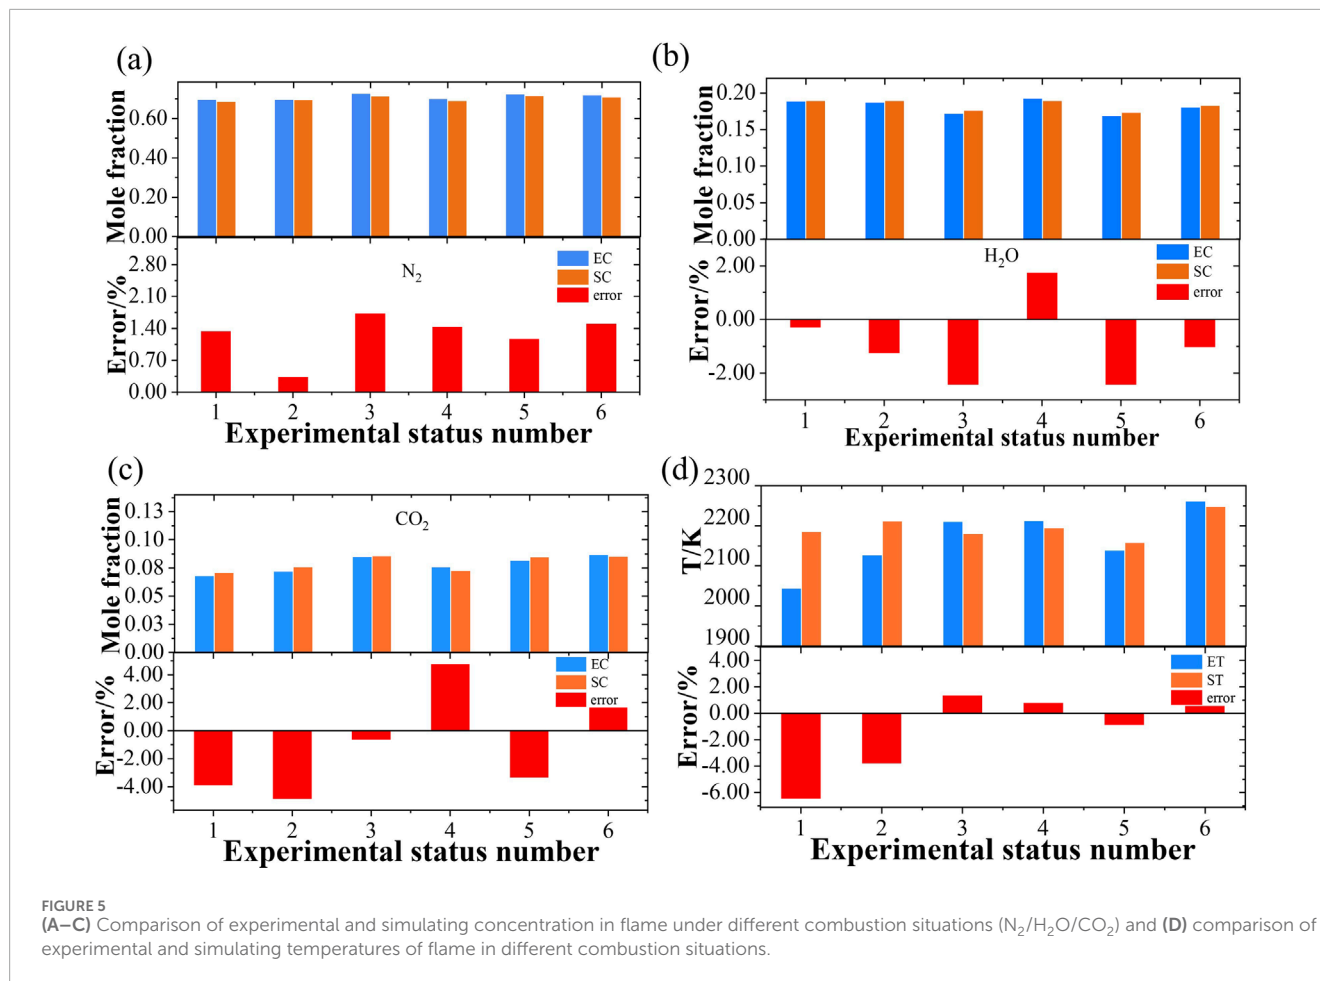 (a)
Mole fraction
0.60
0.40
0.20
0.00
Error/%
2.80
2.10
1.40
0.70
0.00
N2
EC
SC
error
1 2 3 4 5 6
Experimental status number
(b)
Mole fraction
0.20
0.15
0.10
0.05
0.00
Error/%
2.00
0.00
-2.00
H2O
EC
SC
error
1 2 3 4 5 6
Experimental status number
(c)
Mole fraction
0.13
0.10
0.08
0.05
0.03
0.00
CO2
Error/%
4.00
2.00
0.00
-2.00
-4.00
EC
SC
error
1 2 3 4 5 6
Experimental status number
(d)
T/K
2300
2200
2100
2000
1900
Error/%
4.00
2.00
0.00
-2.00
-4.00
-6.00
ET
ST
error
1 2 3 4 5 6
Experimental status number
FIGURE 5
(A–C) Comparison of experimental and simulating concentration in flame under different combustion situations (N2/H2O/CO2) and (D) comparison of
experimental and simulating temperatures of flame in different combustion situations.